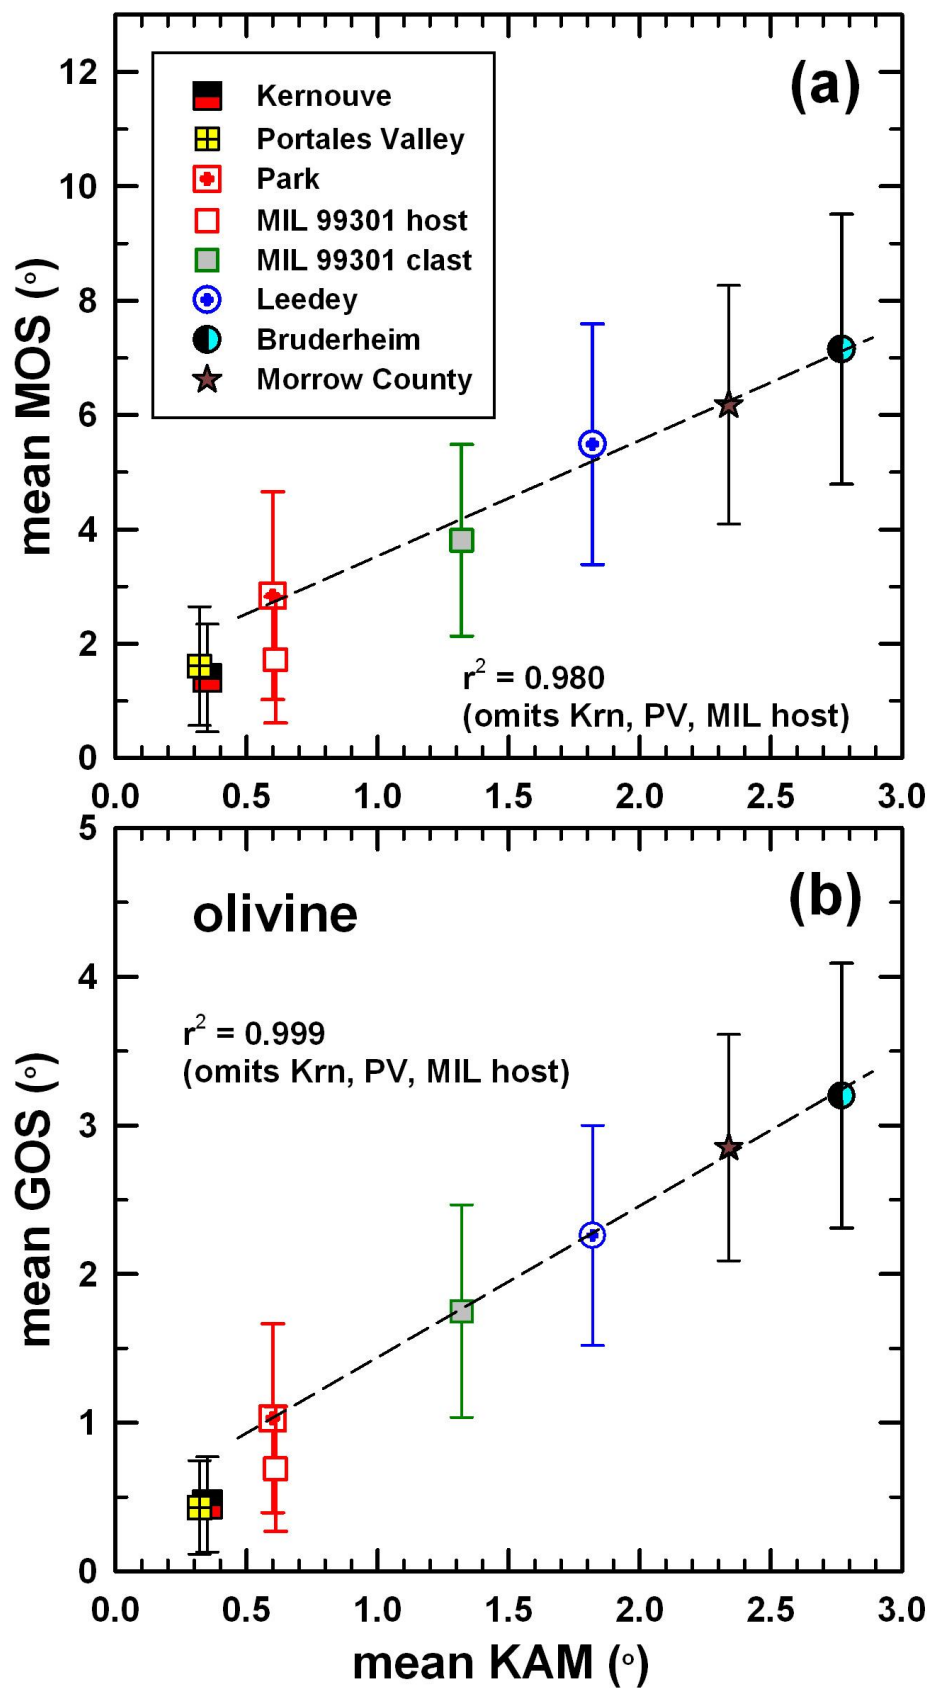 (a)
Kernouve
Portales Valley
Park
MIL 99301 host
MIL 99301 clast
Leedey
Bruderheim
Morrow County
12
10
8
6
4
2
0
mean MOS (°)
r² = 0.980
(omits Krn, PV, MIL host)
0.0 0.5 1.0 1.5 2.0 2.5 3.0
(b)
olivine
r² = 0.999
(omits Krn, PV, MIL host)
5
4
3
2
1
0
mean GOS (°)
0.0 0.5 1.0 1.5 2.0 2.5 3.0
mean KAM (°)